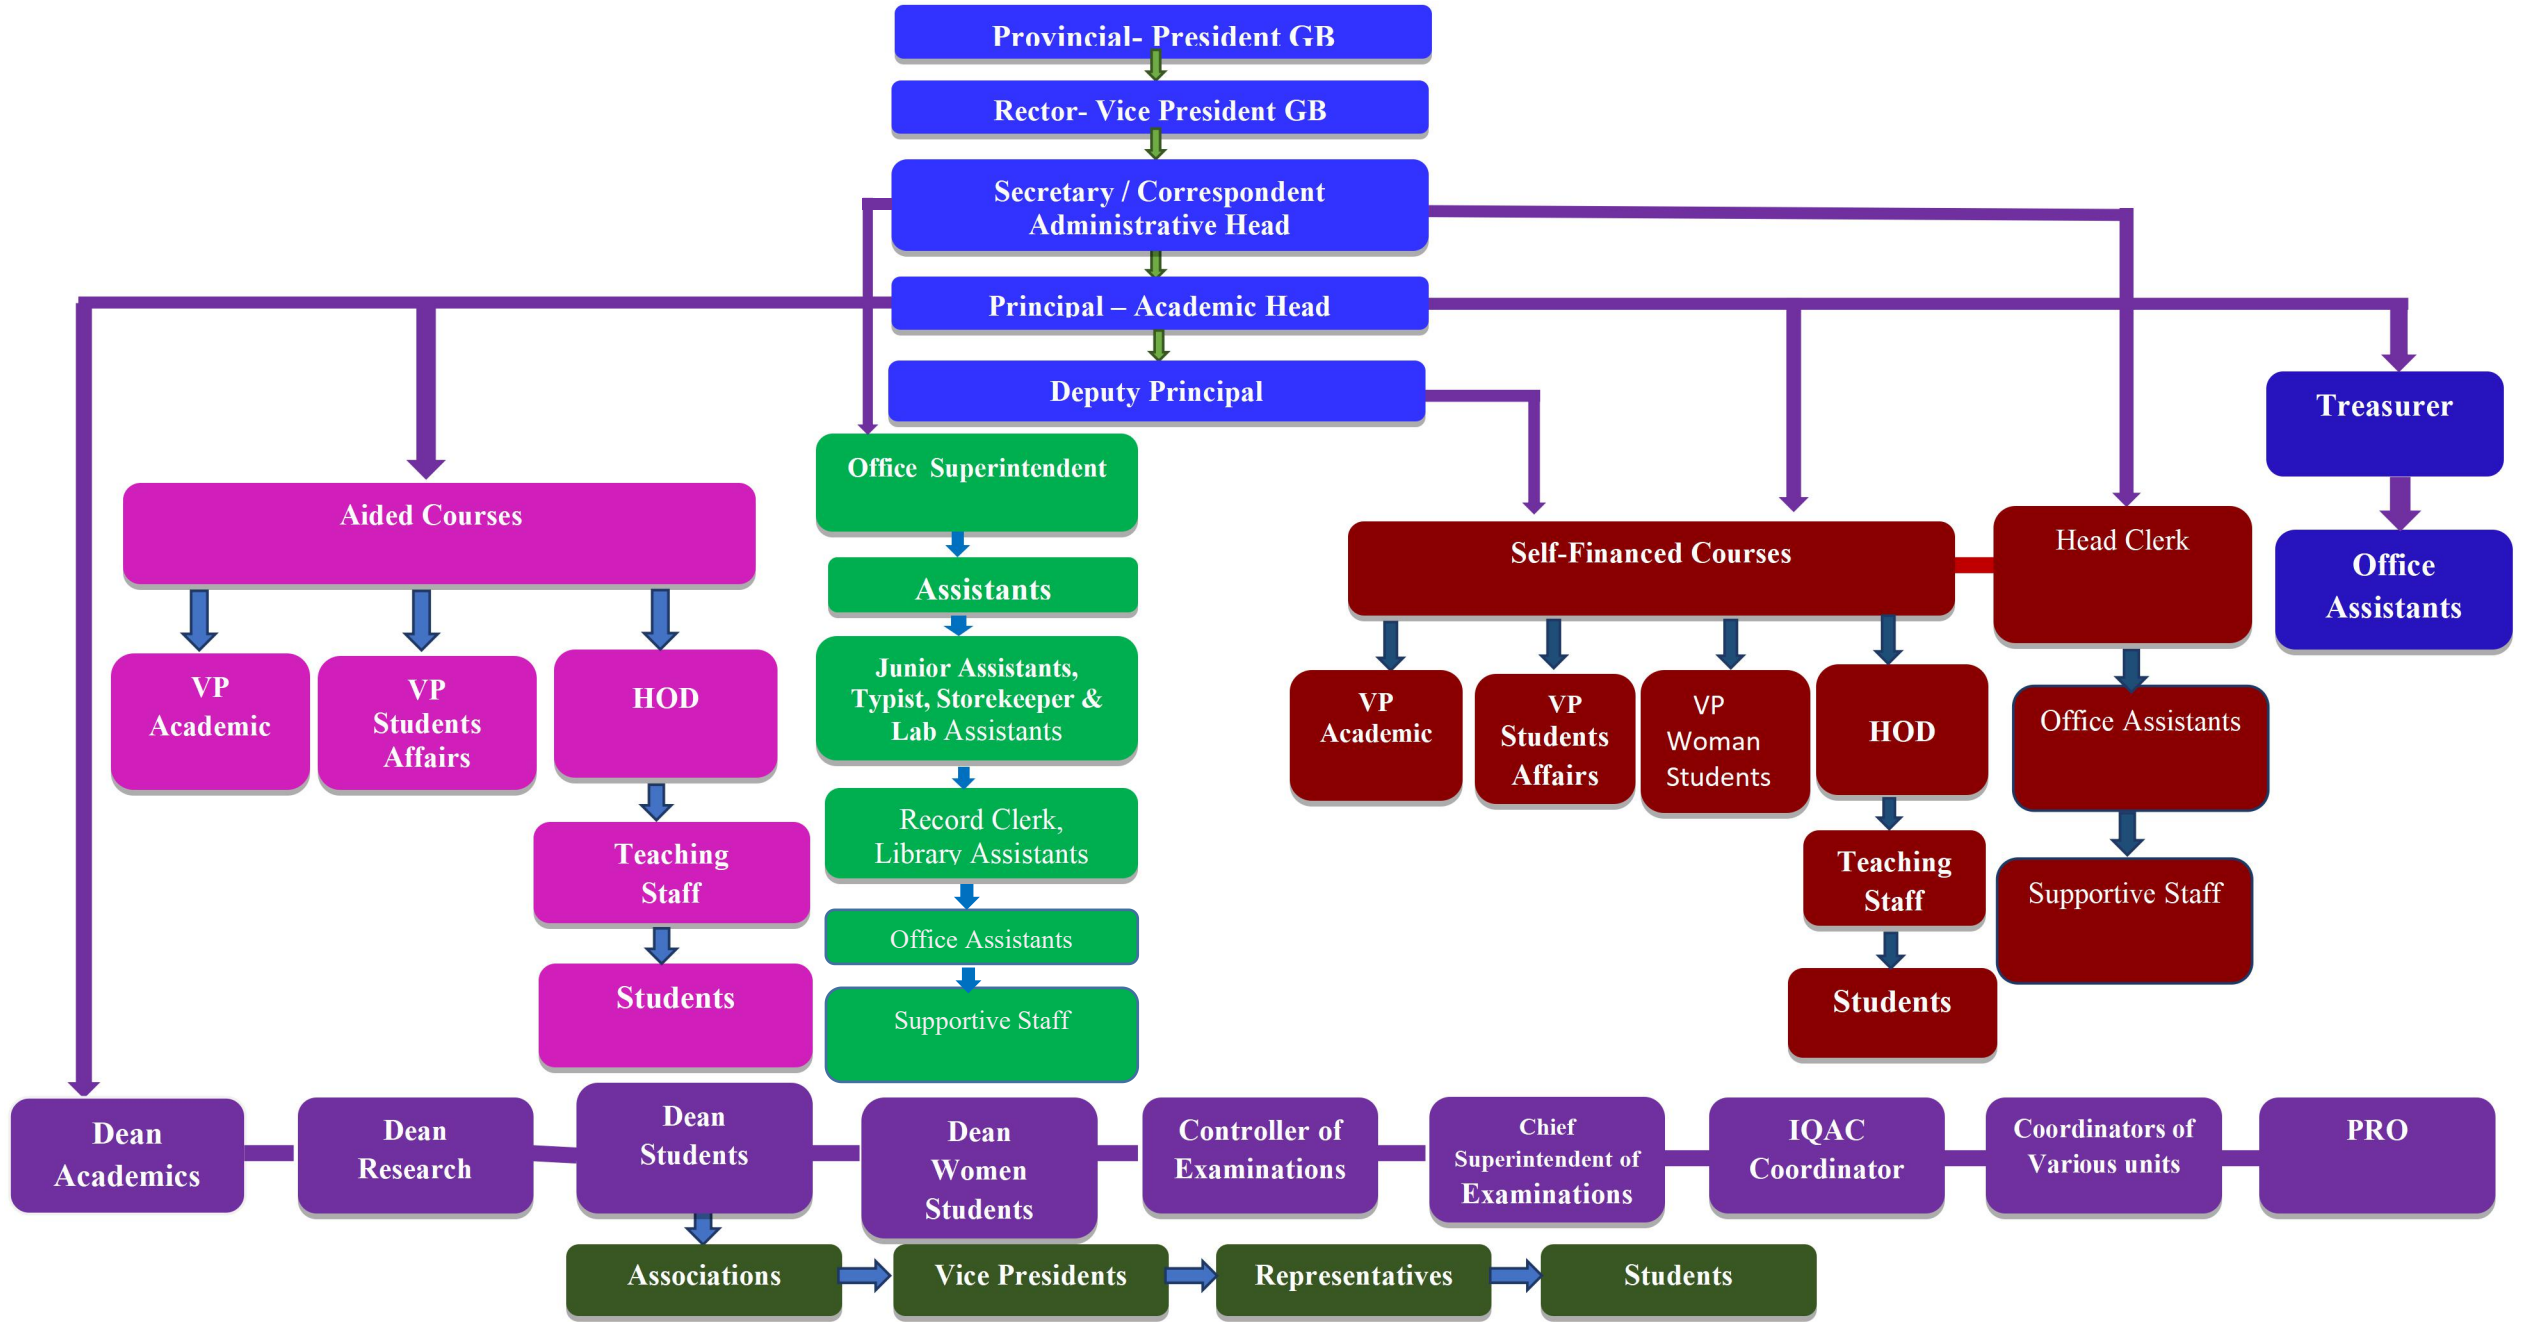 Provincial- President GB
Rector- Vice President GB
Secretary / Correspondent
Administrative Head
Principal – Academic Head
Deputy Principal
Treasurer
Office
Assistants
Office Superintendent
Assistants
Junior Assistants,
Typist, Storekeeper &
Lab Assistants
Record Clerk,
Library Assistants
Office Assistants
Supportive Staff
Aided Courses
VP
Academic
VP
Students
Affairs
HOD
Teaching
Staff
Students
Self-Financed Courses
VP
Academic
VP
Students
Affairs
VP
Woman
Students
HOD
Teaching
Staff
Students
Head Clerk
Office Assistants
Supportive Staff
Dean
Academics
Dean
Research
Dean
Students
Dean
Women
Students
Controller of
Examinations
Chief
Superintendent of
Examinations
IQAC
Coordinator
Coordinators of
Various units
PRO
Associations
Vice Presidents
Representatives
Students